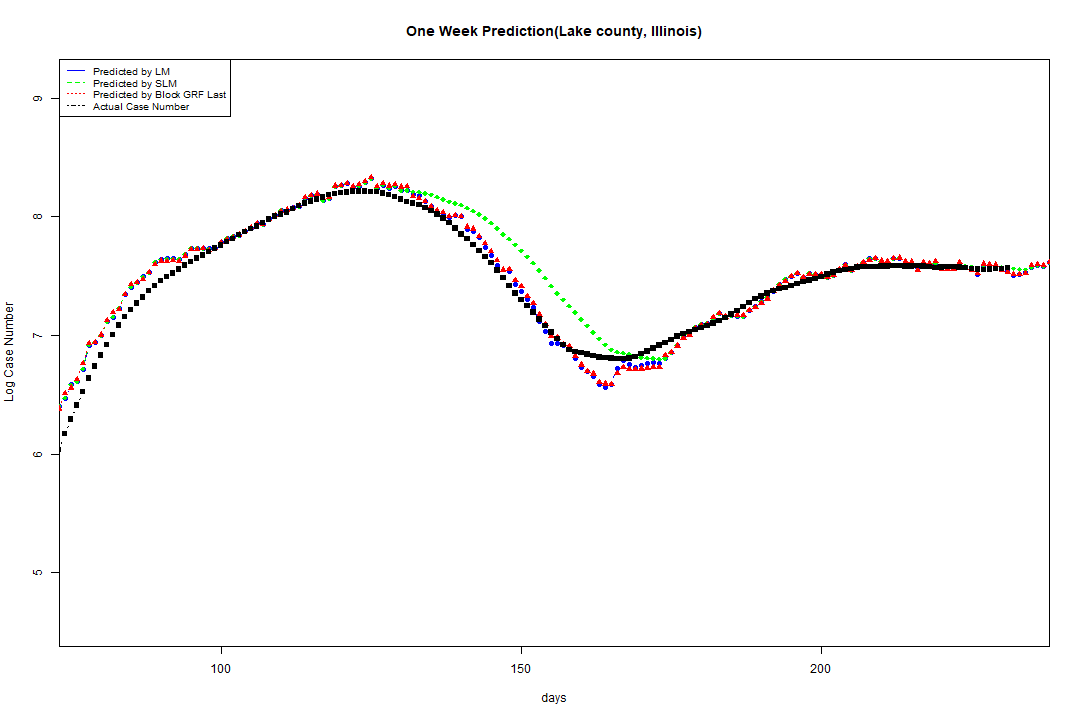 One Week Prediction(Lake county, Illinois)
Predicted by LM
Predicted by SLM
Predicted by Block GRF Last
Actual Case Number
9
8
7
6
5
Log Case Number
100 150 200
days